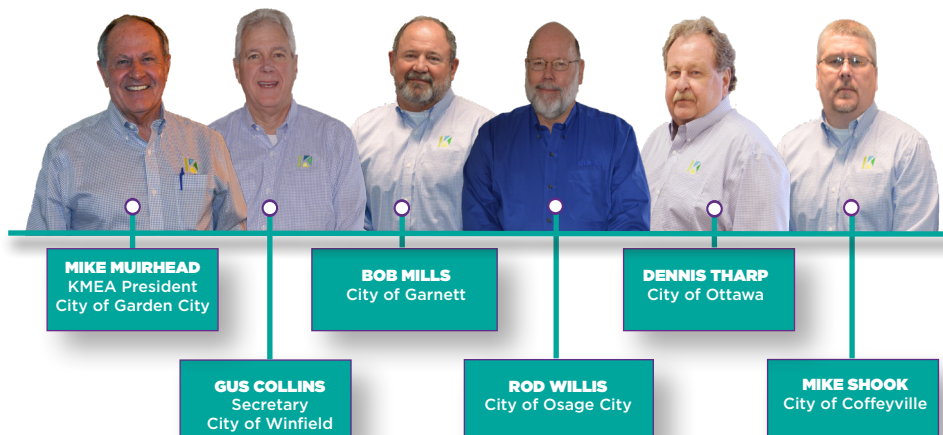 MIKE MUIRHEAD
KMEA President
City of Garden City
GUS COLLINS
Secretary
City of Winfield
BOB MILLS
City of Garnett
ROD WILLIS
City of Osage City
DENNIS THARP
City of Ottawa
MIKE SHOOK
City of Coffeyville